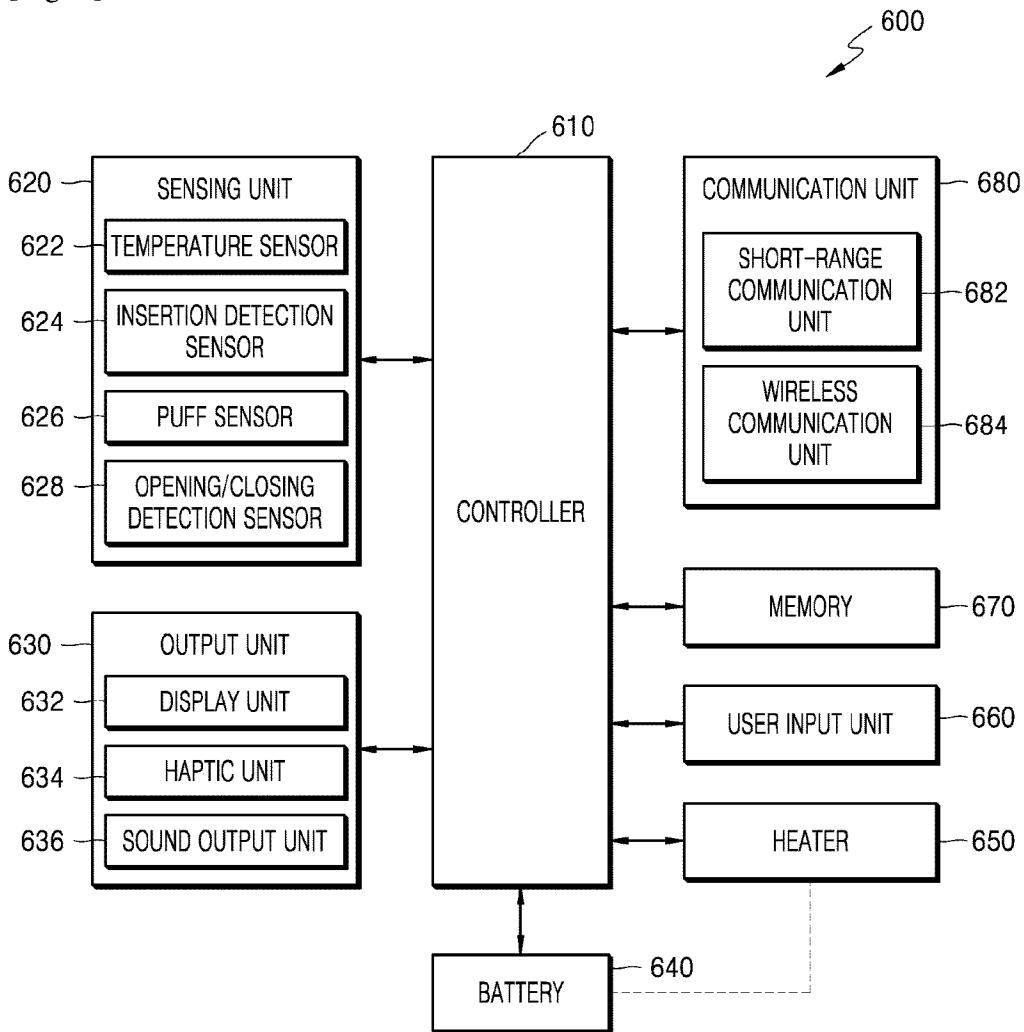 600
610
620
SENSING UNIT
622
TEMPERATURE SENSOR
624
INSERTION DETECTION
SENSOR
626
PUFF SENSOR
628
OPENING/CLOSING
DETECTION SENSOR
630
OUTPUT UNIT
632
DISPLAY UNIT
634
HAPTIC UNIT
636
SOUND OUTPUT UNIT
CONTROLLER
COMMUNICATION UNIT
680
SHORT-RANGE
COMMUNICATION
UNIT
682
WIRELESS
COMMUNICATION
UNIT
684
MEMORY
670
USER INPUT UNIT
660
HEATER
650
BATTERY
640